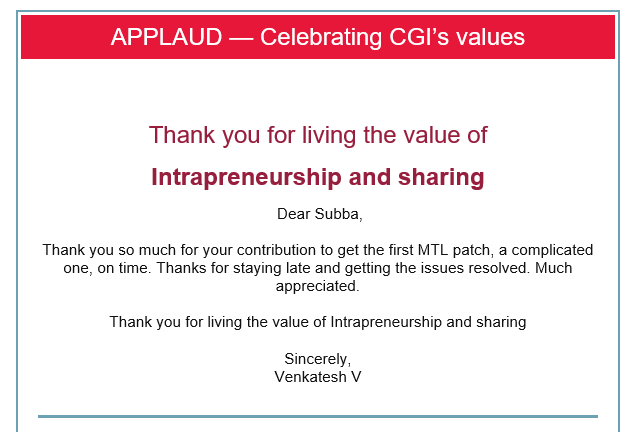 APPLAUD — Celebrating CGI's values
Thank you for living the value of
Intrapreneurship and sharing
Dear Subba,
Thank you so much for your contribution to get the first MTL patch, a complicated
one, on time. Thanks for staying late and getting the issues resolved. Much
appreciated.
Thank you for living the value of Intrapreneurship and sharing
Sincerely,
Venkatesh V